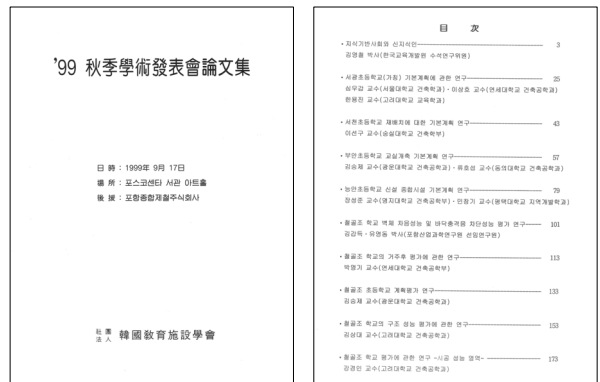 '99 秋季學術發表會論文集
日 時 : 1999年 9月 17日
場 所 : 포스코센타 서관 아트홀
後 援 : 포항종합제철주식회사
社團
法人 韓國敎育施設學會
目 次
• 지식기반사회와 신지식인 3
김영철 박사(한국교육개발원 수석연구위원)
• 서광초등학교(가칭) 기본계획에 관한 연구 25
심우갑 교수(서울대학교 건축학과) · 이상호 교수(연세대학교 건축공학과)
한용진 교수(고려대학교 교육학과)
• 서천초등학교 재배치에 대한 기본계획 연구 43
이선구 교수(숭실대학교 건축학부)
• 부안초등학교 교실개축 기본계획 연구 57
김승제 교수(광운대학교 건축공학과) · 류호섭 교수(동의대학교 건축공학과)
• 능안초등학교 신설 종합시설 기본계획 연구 79
장성준 교수(명지대학교 건축공학부) · 민창기 교수(평택대학교 지역개발학과)
• 철골조 학교 벽체 차음성능 및 바닥충격음 차단성능 평가 연구 101
김갑득 · 유명동 박사(포항산업과학연구원 선임연구원)
• 철골조 학교의 거주후 평가에 관한 연구 113
박영기 교수(연세대학교 건축공학부)
• 철골조 초등학교 계획평가 연구 133
김승제 교수(광운대학교 건축공학과)
• 철골조 학교의 구조 성능 평가에 관한 연구 153
김상대 교수(고려대학교 건축공학과)
• 철골조 학교 평가에 관한 연구 -시공 성능 영역- 173
강경인 교수(고려대학교 건축공학과)